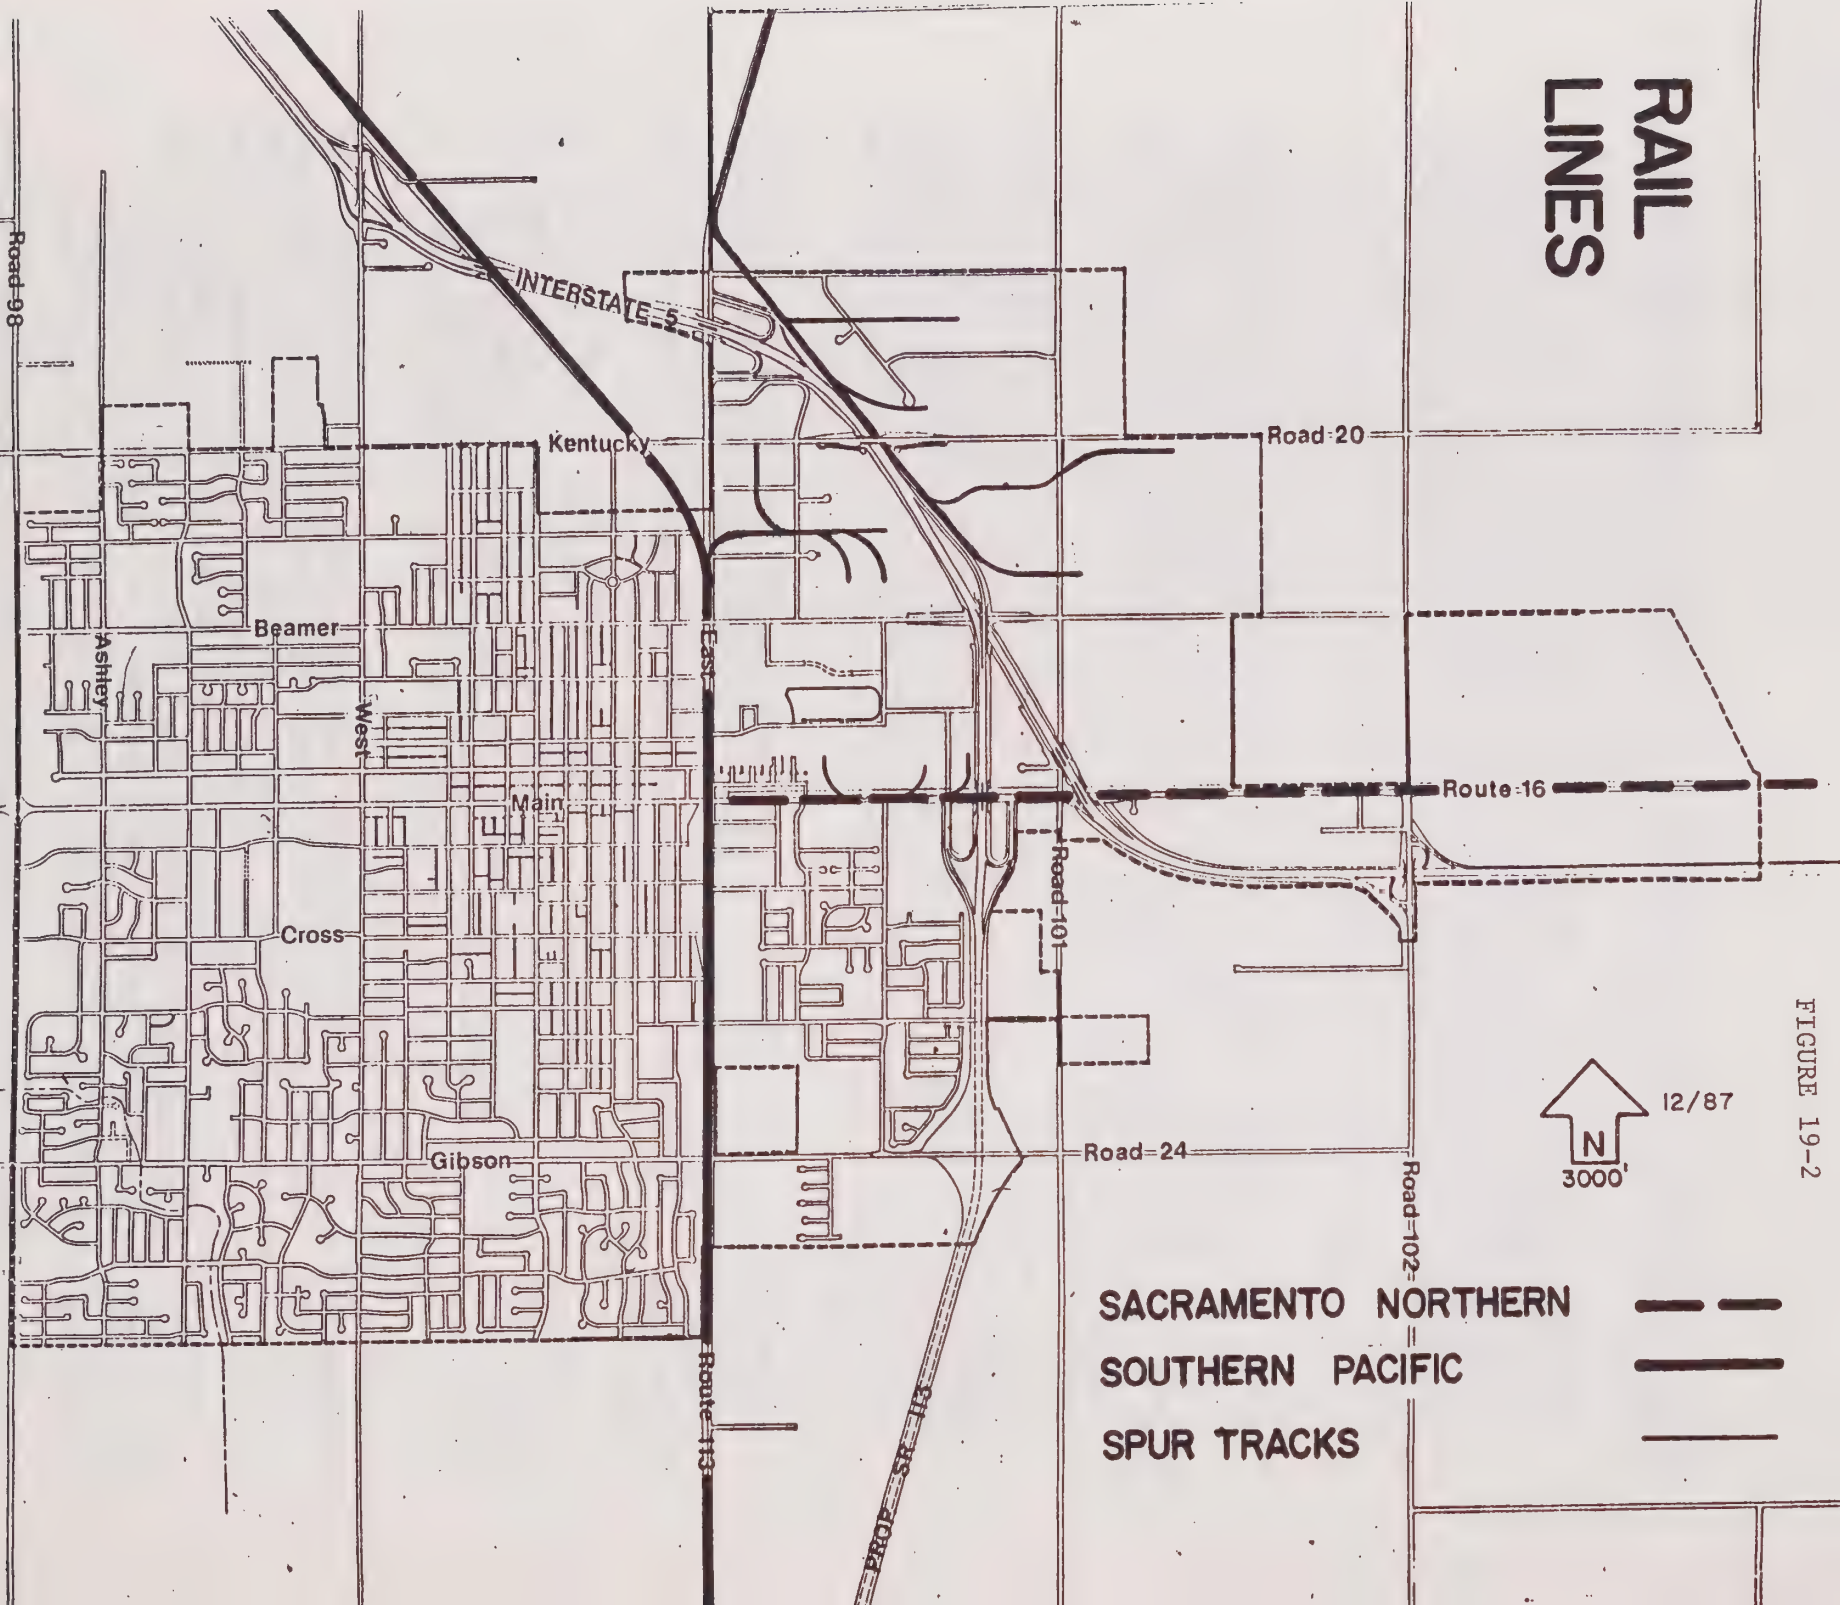 RAIL
LINES
Road 98
INTERSTATE 5
Kentucky
Road 20
Beamer
Ashley
West
East
Main
Route 16
Cross
Road 101
FIGURE 19-2
12/87
N
3000'
Gibson
Road 24
Road 102
Route 113
PROP. SR 113
SACRAMENTO NORTHERN
SOUTHERN PACIFIC
SPUR TRACKS